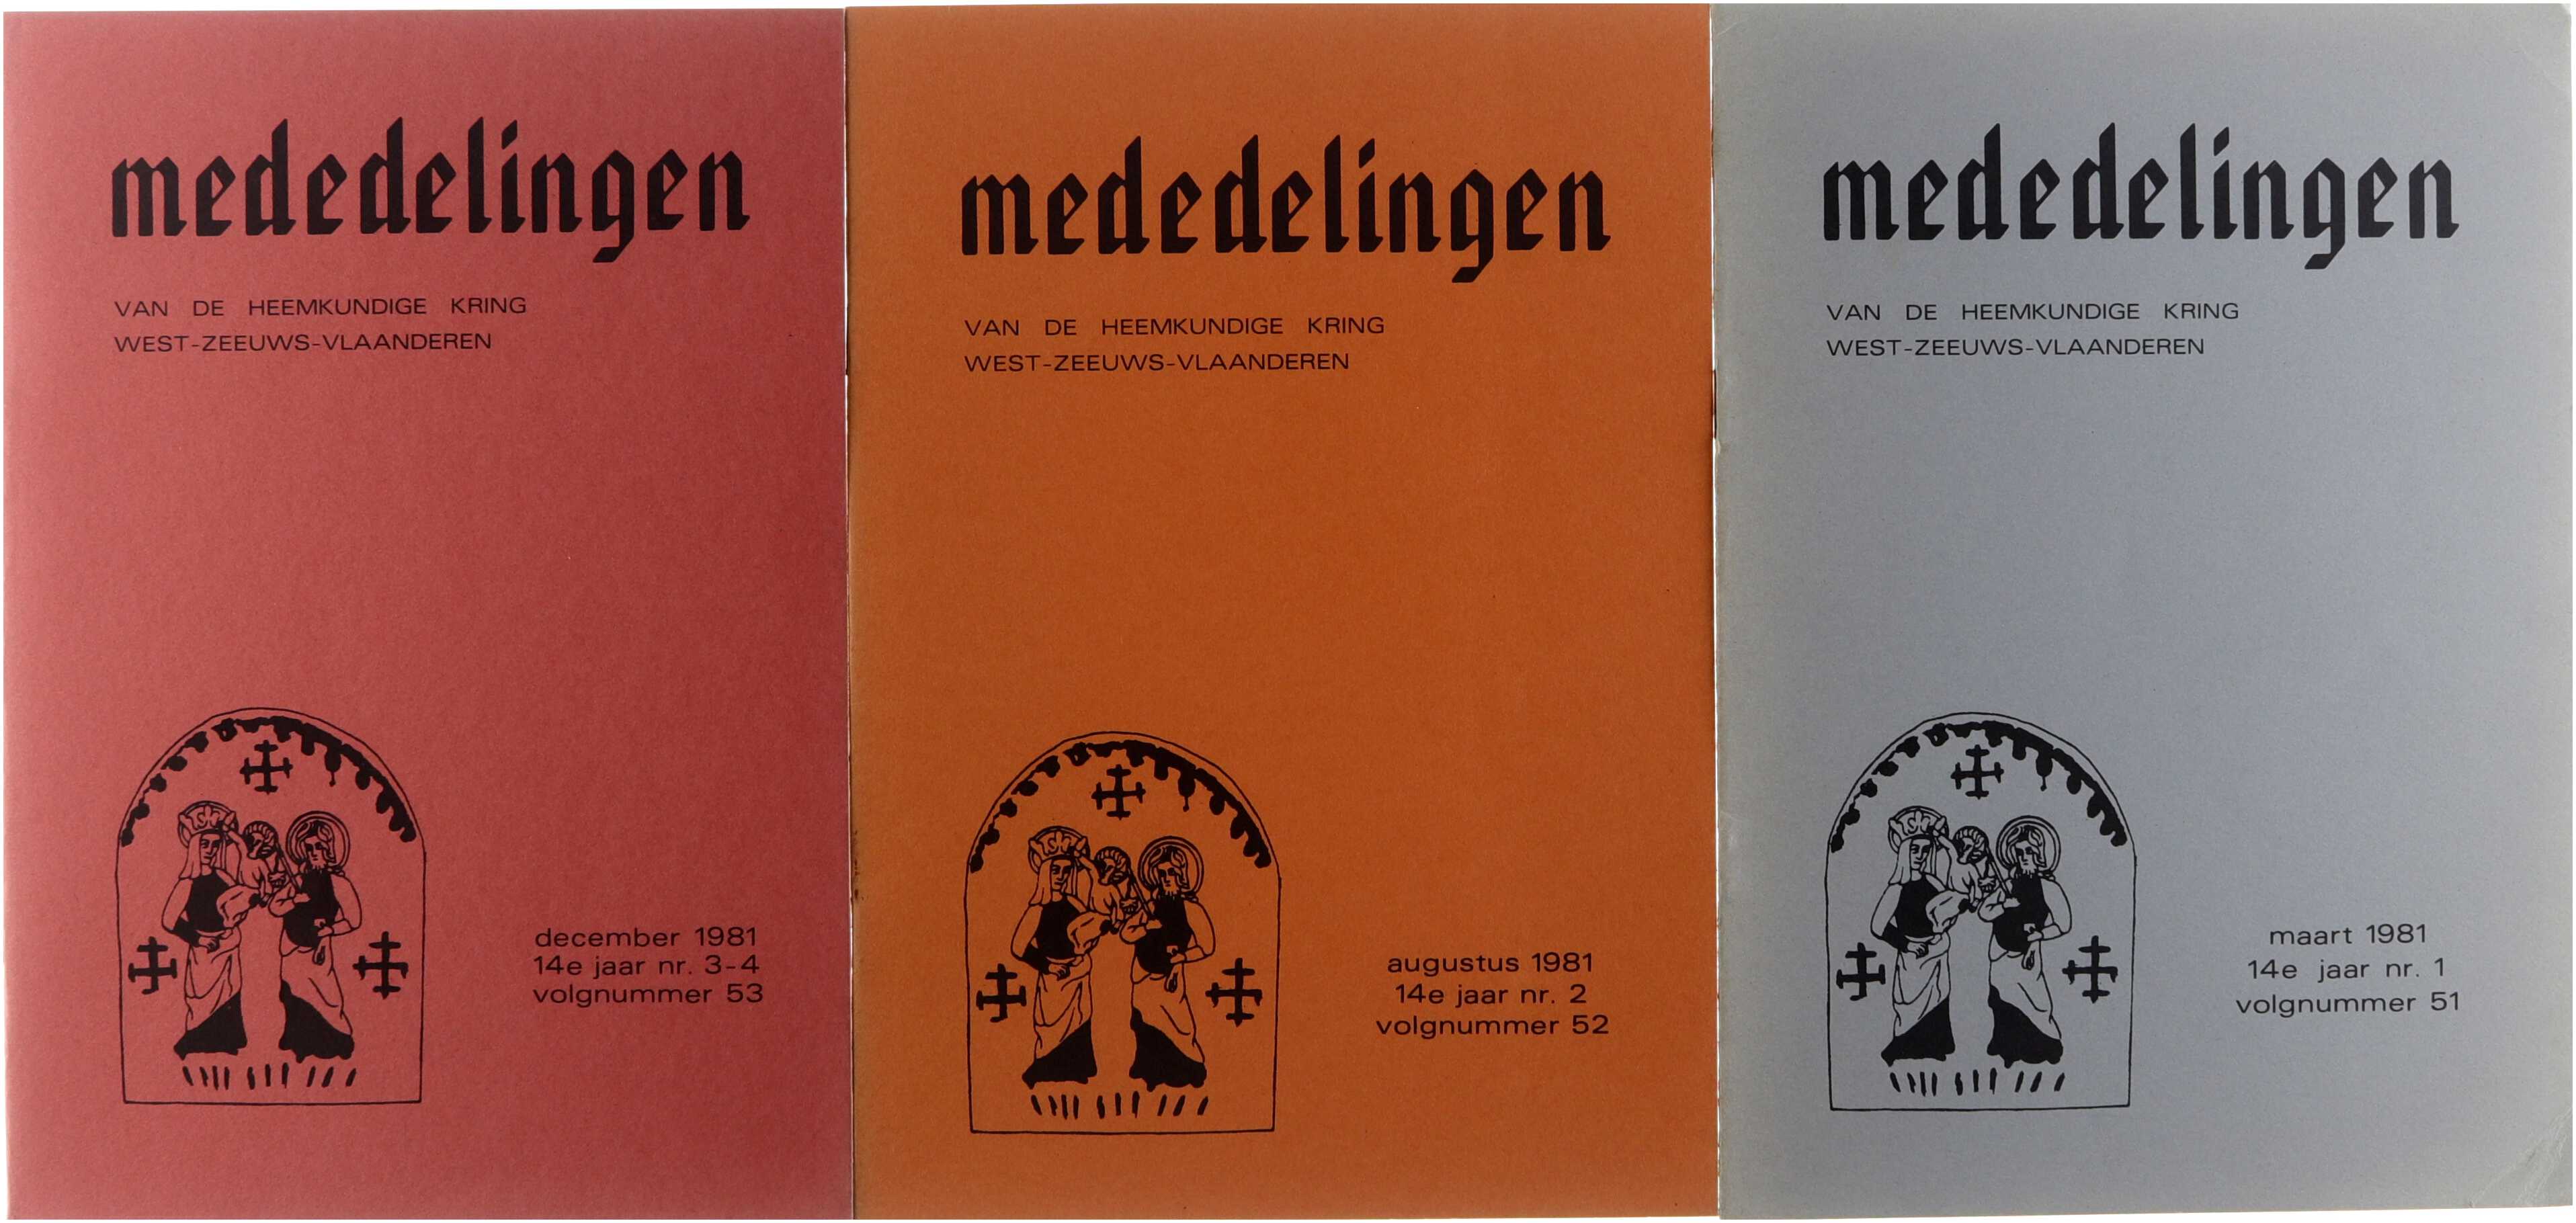 mededelingen
VAN DE HEEMKUNDIGE KRING
WEST-ZEEUWS-VLAANDEREN
december 1981
14e jaar nr. 3-4
volgnummer 53
mededelingen
VAN DE HEEMKUNDIGE KRING
WEST-ZEEUWS-VLAANDEREN
augustus 1981
14e jaar nr. 2
volgnummer 52
mededelingen
VAN DE HEEMKUNDIGE KRING
WEST-ZEEUWS-VLAANDEREN
maart 1981
14e jaar nr. 1
volgnummer 51